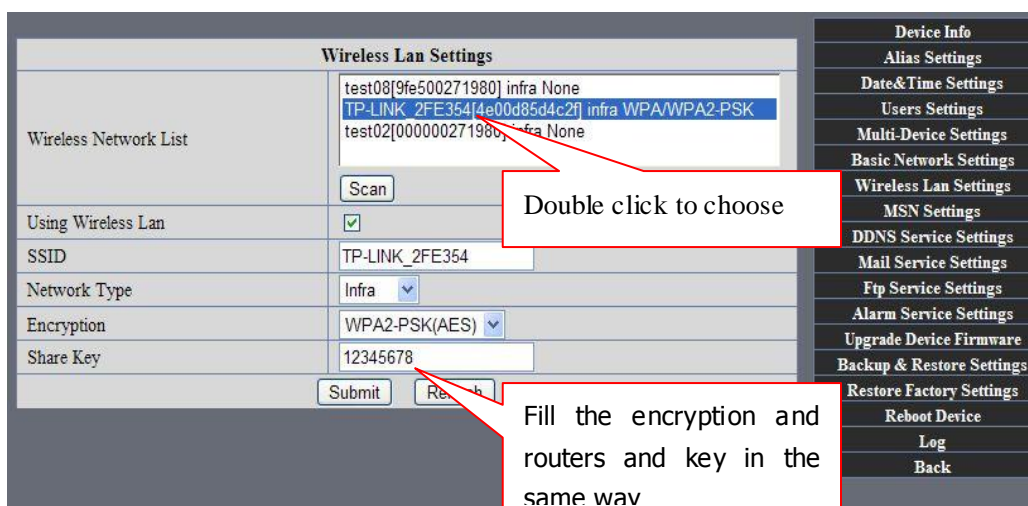 Wireless Lan Settings
Wireless Network List
test08[9fe500271980] infra None
TP-LINK_2FE354[4e00d85d4c2f] infra WPA/WPA2-PSK
test02[000000271980] infra None
Scan
Double click to choose
Using Wireless Lan
SSID
TP-LINK_2FE354
Network Type
Infra
Encryption
WPA2-PSK(AES)
Share Key
12345678
Submit Refresh
Fill the encryption and
routers and key in the
same way
Device Info
Alias Settings
Date&Time Settings
Users Settings
Multi-Device Settings
Basic Network Settings
Wireless Lan Settings
MSN Settings
DDNS Service Settings
Mail Service Settings
Ftp Service Settings
Alarm Service Settings
Upgrade Device Firmware
Backup & Restore Settings
Restore Factory Settings
Reboot Device
Log
Back